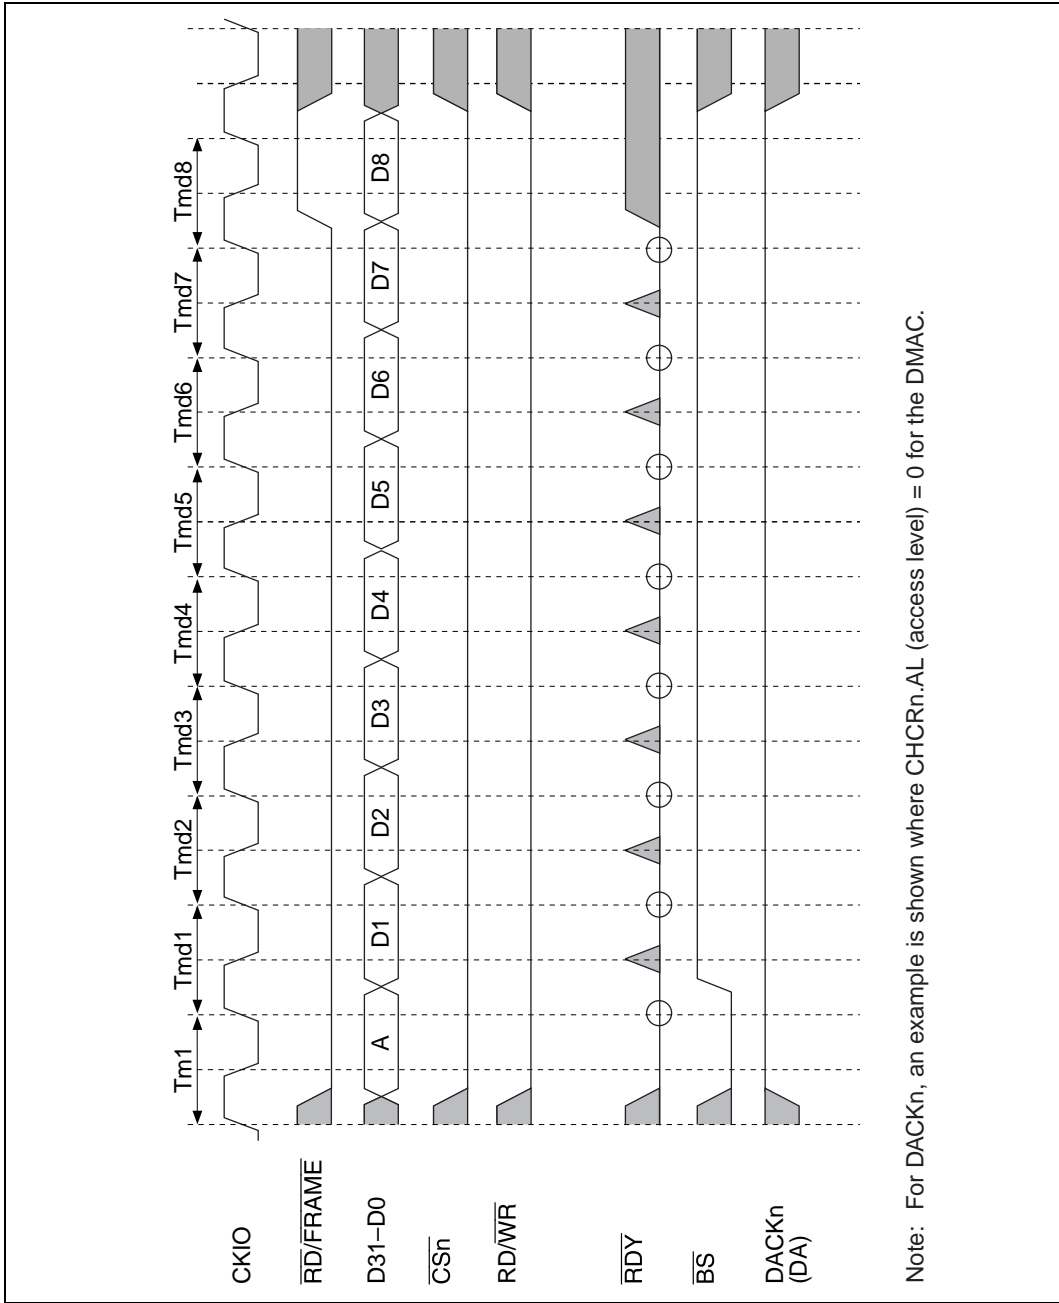 Tm1 Tmd1 Tmd2 Tmd3 Tmd4 Tmd5 Tmd6 Tmd7 Tmd8
CKIO
RD/FRAME
D31–D0 A D1 D2 D3 D4 D5 D6 D7 D8
CSn
RD/WR
RDY
BS
DACKn
(DA)
Note: For DACKn, an example is shown where CHCRn.AL (access level) = 0 for the DMAC.